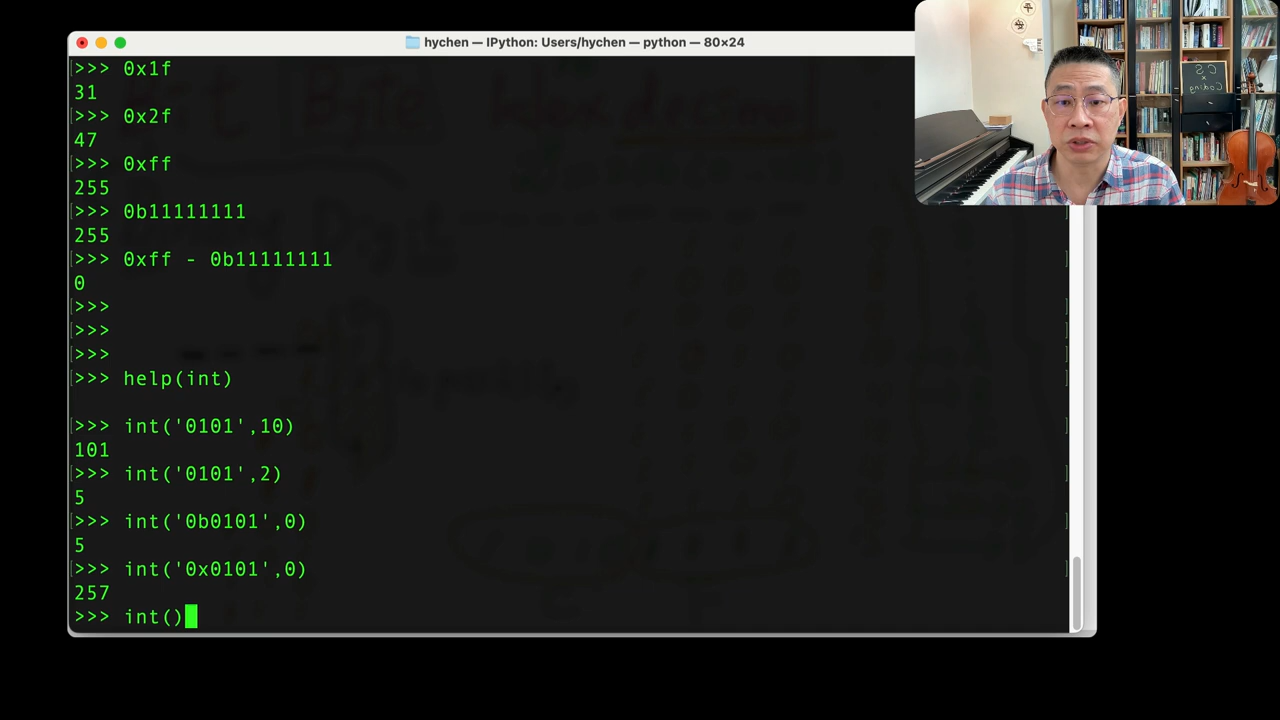 hychen — IPython: Users/hychen — python — 80×24
>>> 0x1f
31
>>> 0x2f
47
>>> 0xff
255
>>> 0b11111111
255
>>> 0xff - 0b11111111
0
>>>
>>>
>>>
>>> help(int)
>>> int('0101',10)
101
>>> int('0101',2)
5
>>> int('0b0101',0)
5
>>> int('0x0101',0)
257
>>> int()